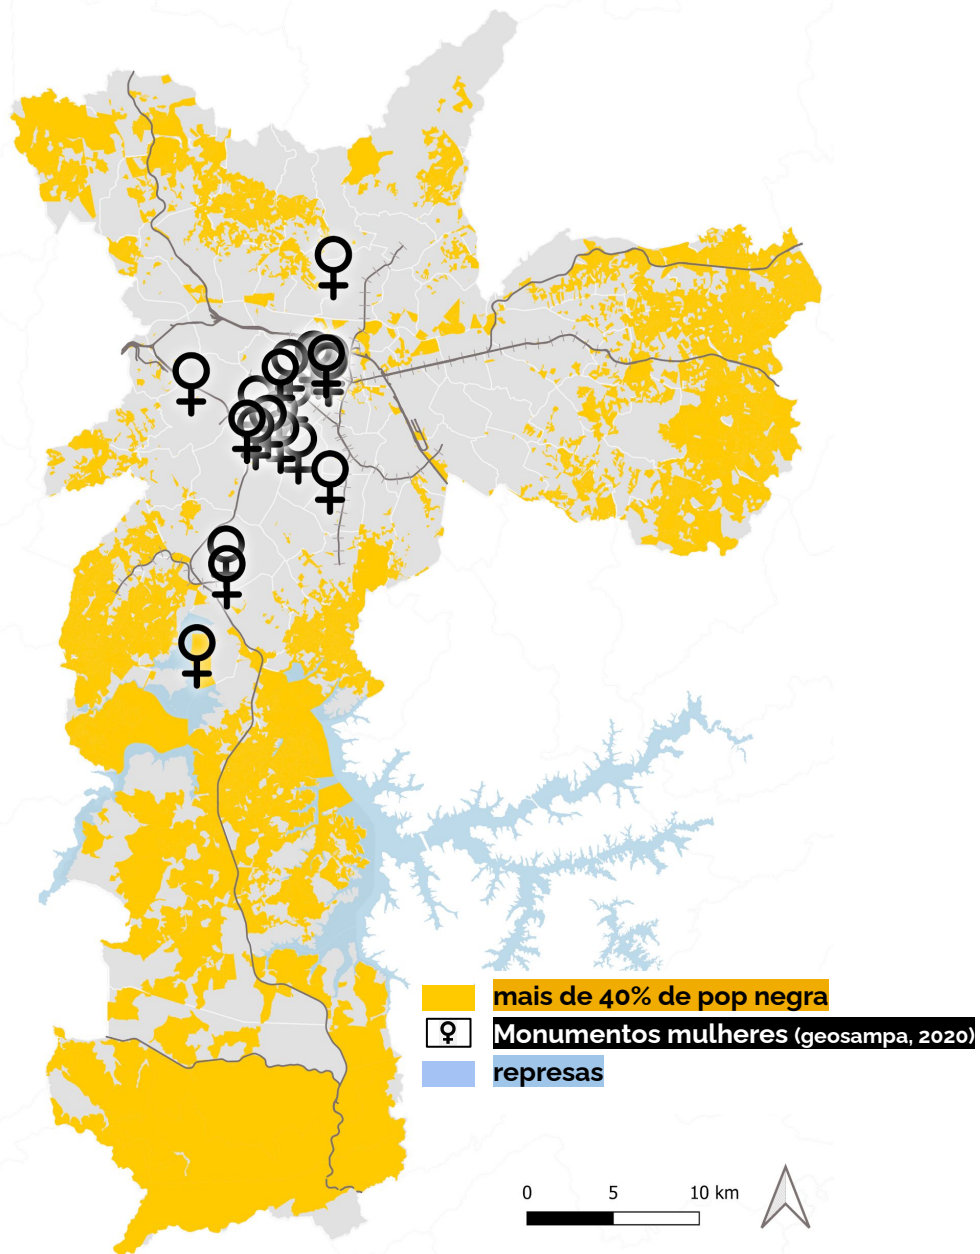 mais de 40% de pop negra
Monumentos mulheres (geosampa, 2020)
represas
0 5 10 km